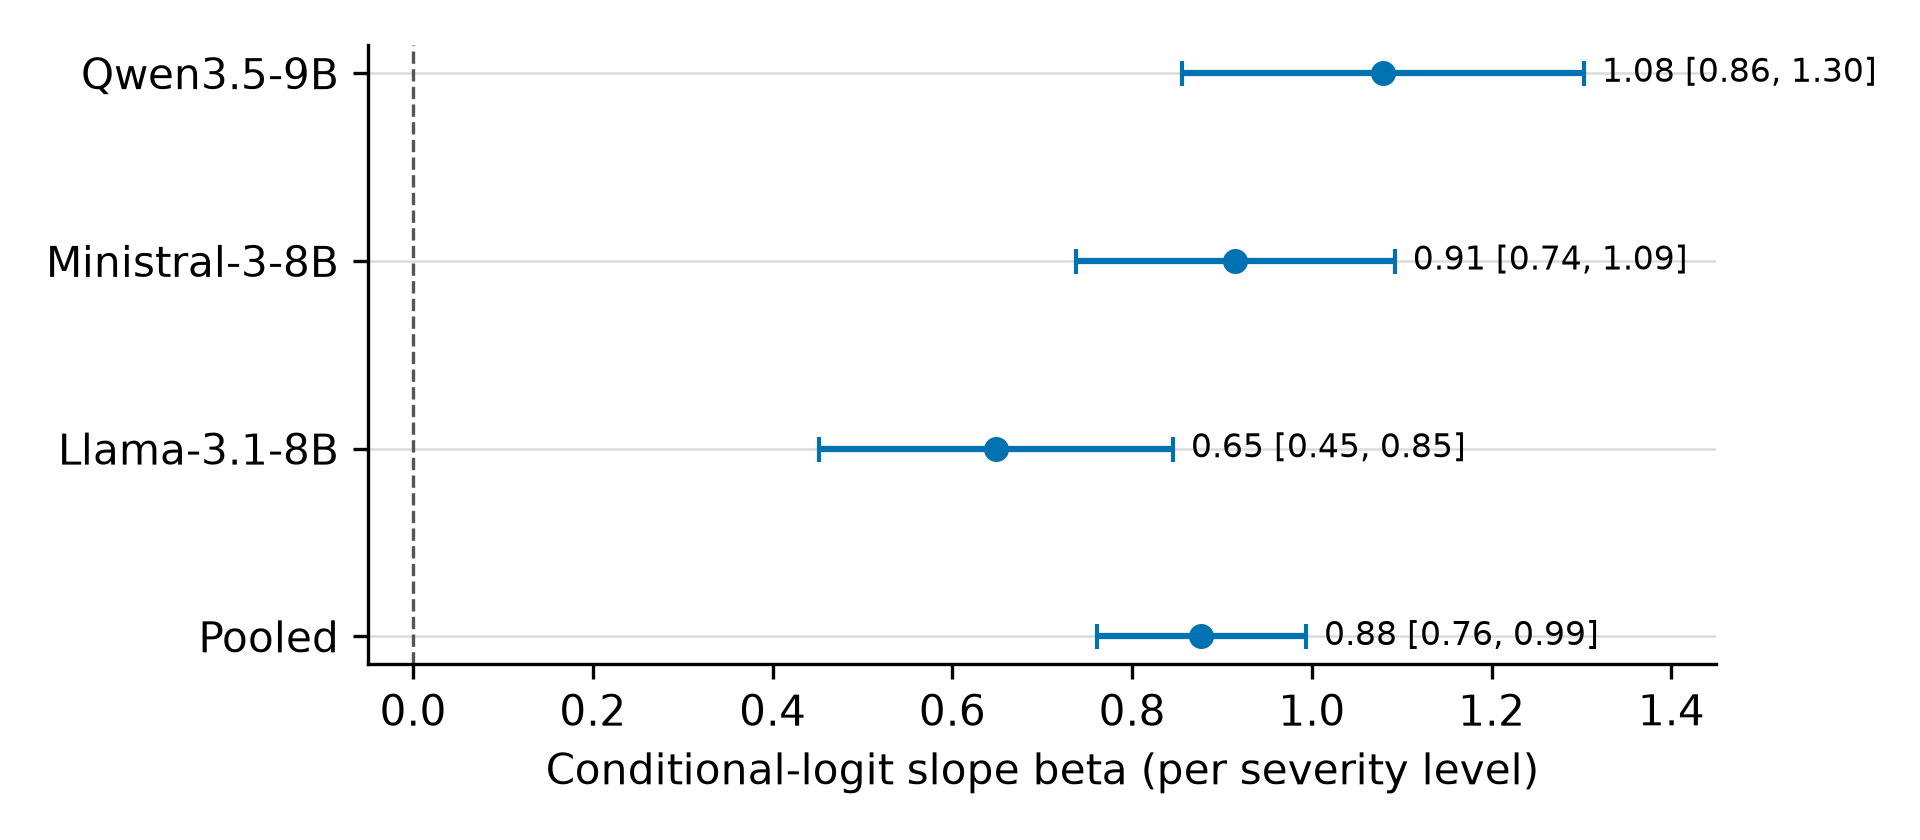 Qwen3.5-9B
1.08 [0.86, 1.30]
Ministral-3-8B
0.91 [0.74, 1.09]
Llama-3.1-8B
0.65 [0.45, 0.85]
Pooled
0.88 [0.76, 0.99]
0.0 0.2 0.4 0.6 0.8 1.0 1.2 1.4
Conditional-logit slope beta (per severity level)